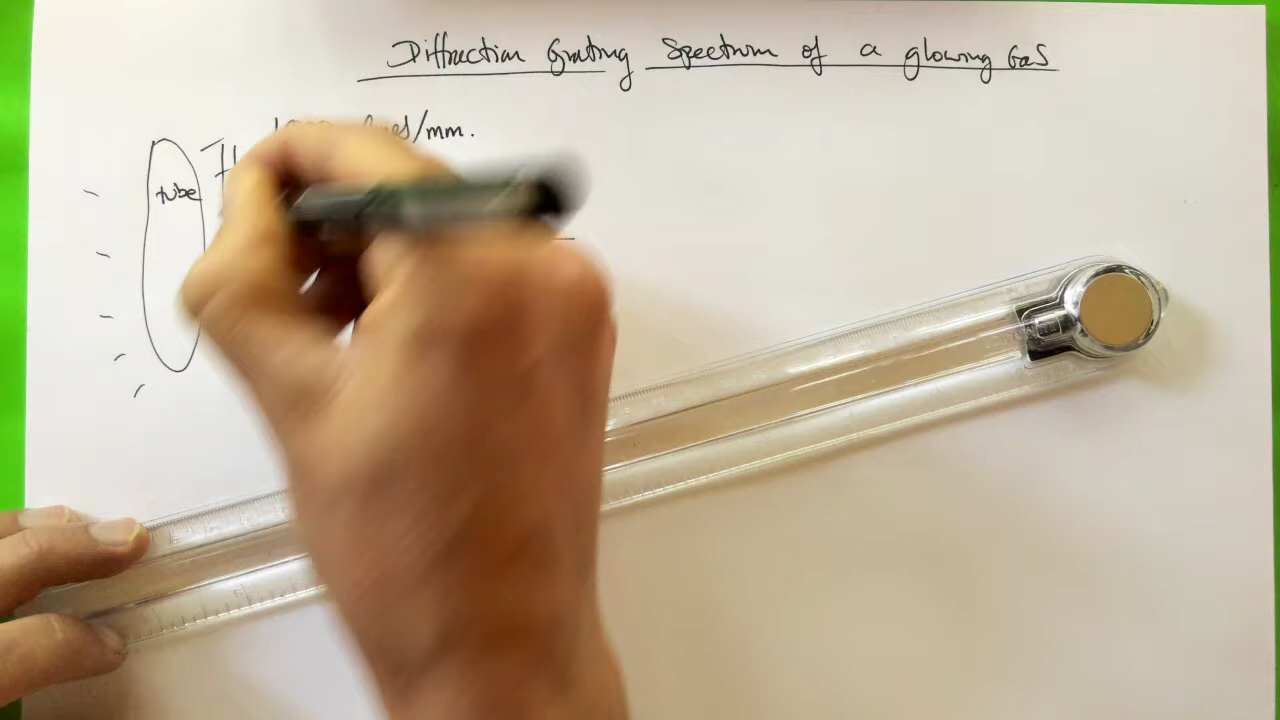 Diffraction Grating Spectrum of a glowing Gas
/mm.
tube